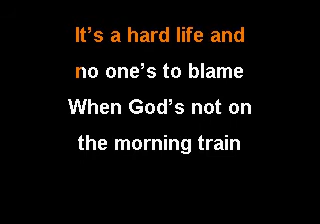 It's a hard life and
no one's to blame
When God's not on
the morning train